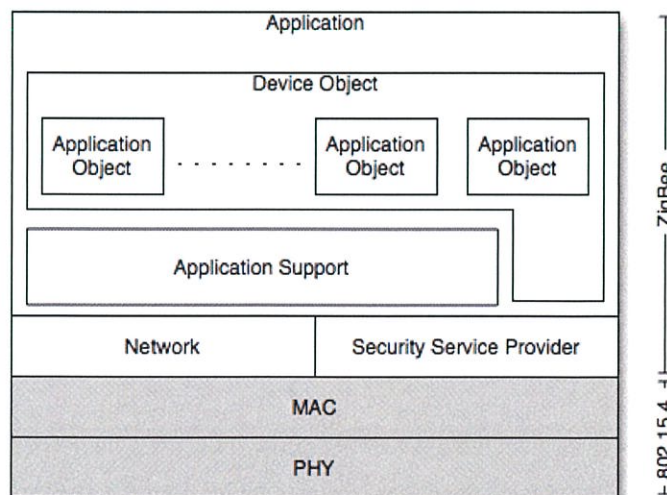 Application
Device Object
Application
Object
. . . . . . . . .
Application
Object
Application
Object
Application Support
Network
Security Service Provider
MAC
PHY
ZigBee
802.15.4